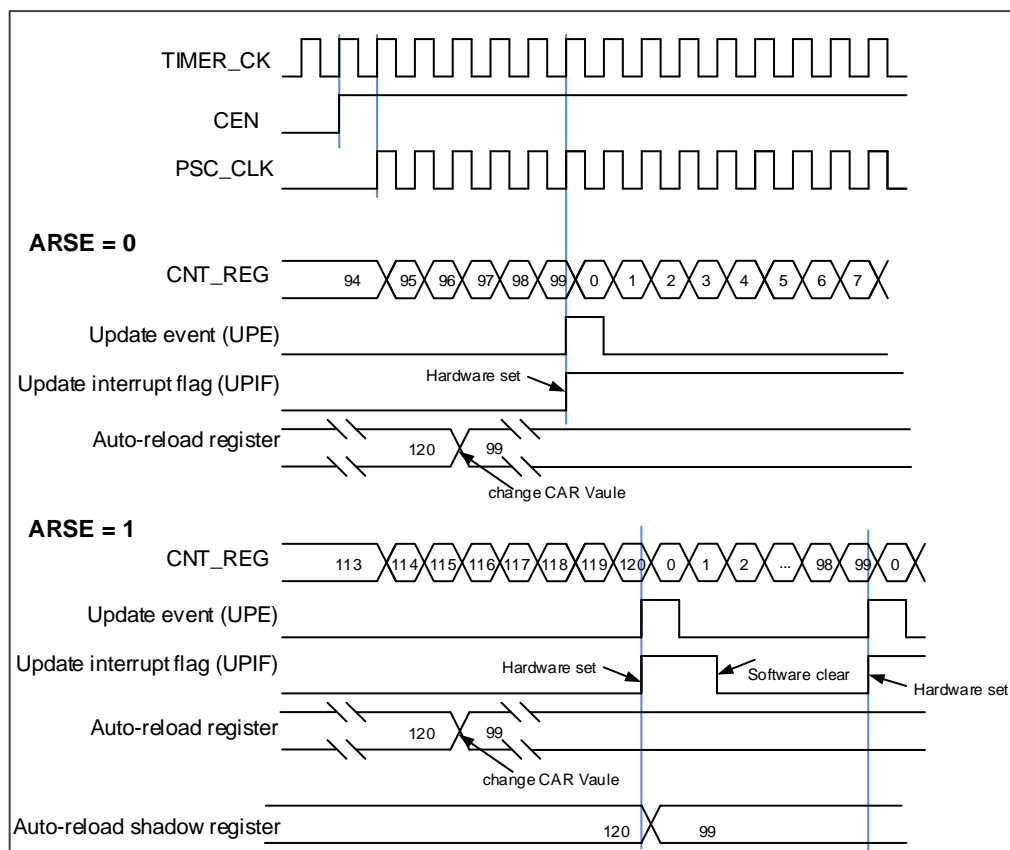 TIMER_CK
CEN
PSC_CLK
ARSE = 0
CNT_REG 94 95 96 97 98 99 0 1 2 3 4 5 6 7
Update event (UPE)
Update interrupt flag (UPIF) Hardware set
Auto-reload register 120 99
change CAR Vaule
ARSE = 1
CNT_REG 113 114 115 116 117 118 119 120 0 1 2 ... 98 99 0
Update event (UPE)
Update interrupt flag (UPIF) Hardware set Software clear Hardware set
Auto-reload register 120 99
change CAR Vaule
Auto-reload shadow register 120 99